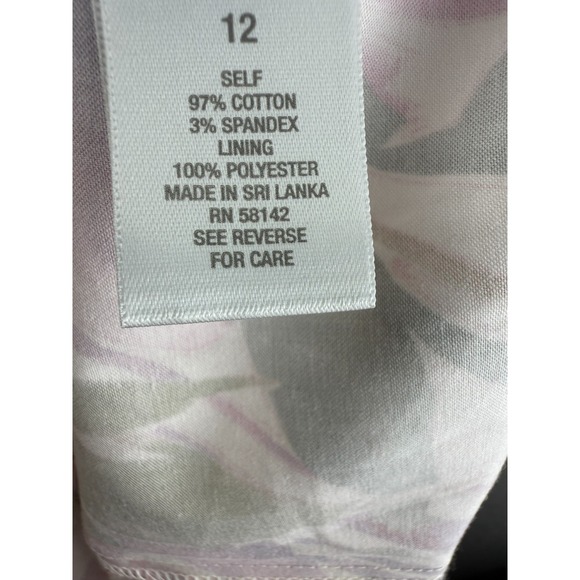 12
SELF
97% COTTON
3% SPANDEX
LINING
100% POLYESTER
MADE IN SRI LANKA
RN 58142
SEE REVERSE
FOR CARE